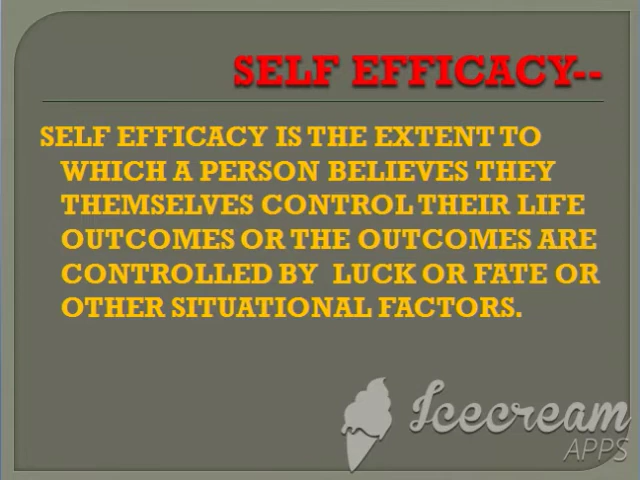 SELF EFFICACY--
SELF EFFICACY IS THE EXTENT TO
WHICH A PERSON BELIEVES THEY
THEMSELVES CONTROL THEIR LIFE
OUTCOMES OR THE OUTCOMES ARE
CONTROLLED BY LUCK OR FATE OR
OTHER SITUATIONAL FACTORS.
Icecream
APPS